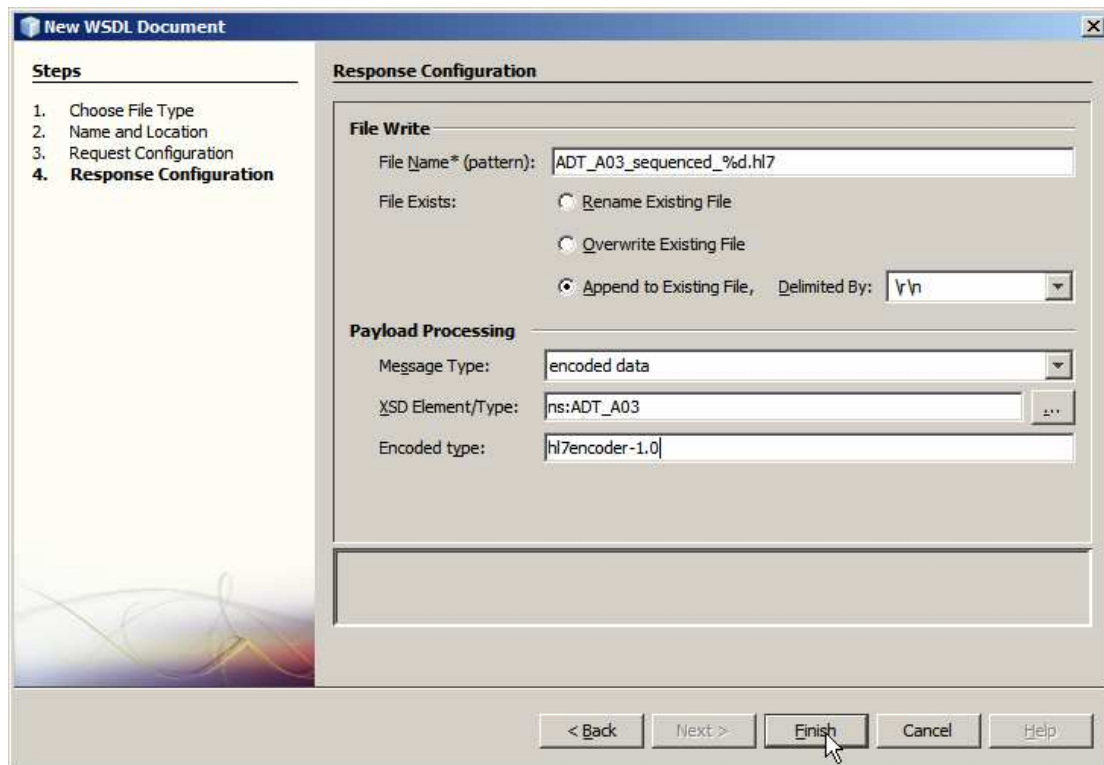 New WSDL Document
Steps
1. Choose File Type
2. Name and Location
3. Request Configuration
4. Response Configuration
Response Configuration
File Write
File Name* (pattern): ADT_A03_sequenced_%d.hl7
File Exists: Rename Existing File
Overwrite Existing File
Append to Existing File, Delimited By: \r\n
Payload Processing
Message Type: encoded data
XSD Element/Type: ns:ADT_A03 ...
Encoded type: hl7encoder-1.0
< Back Next > Finish Cancel Help